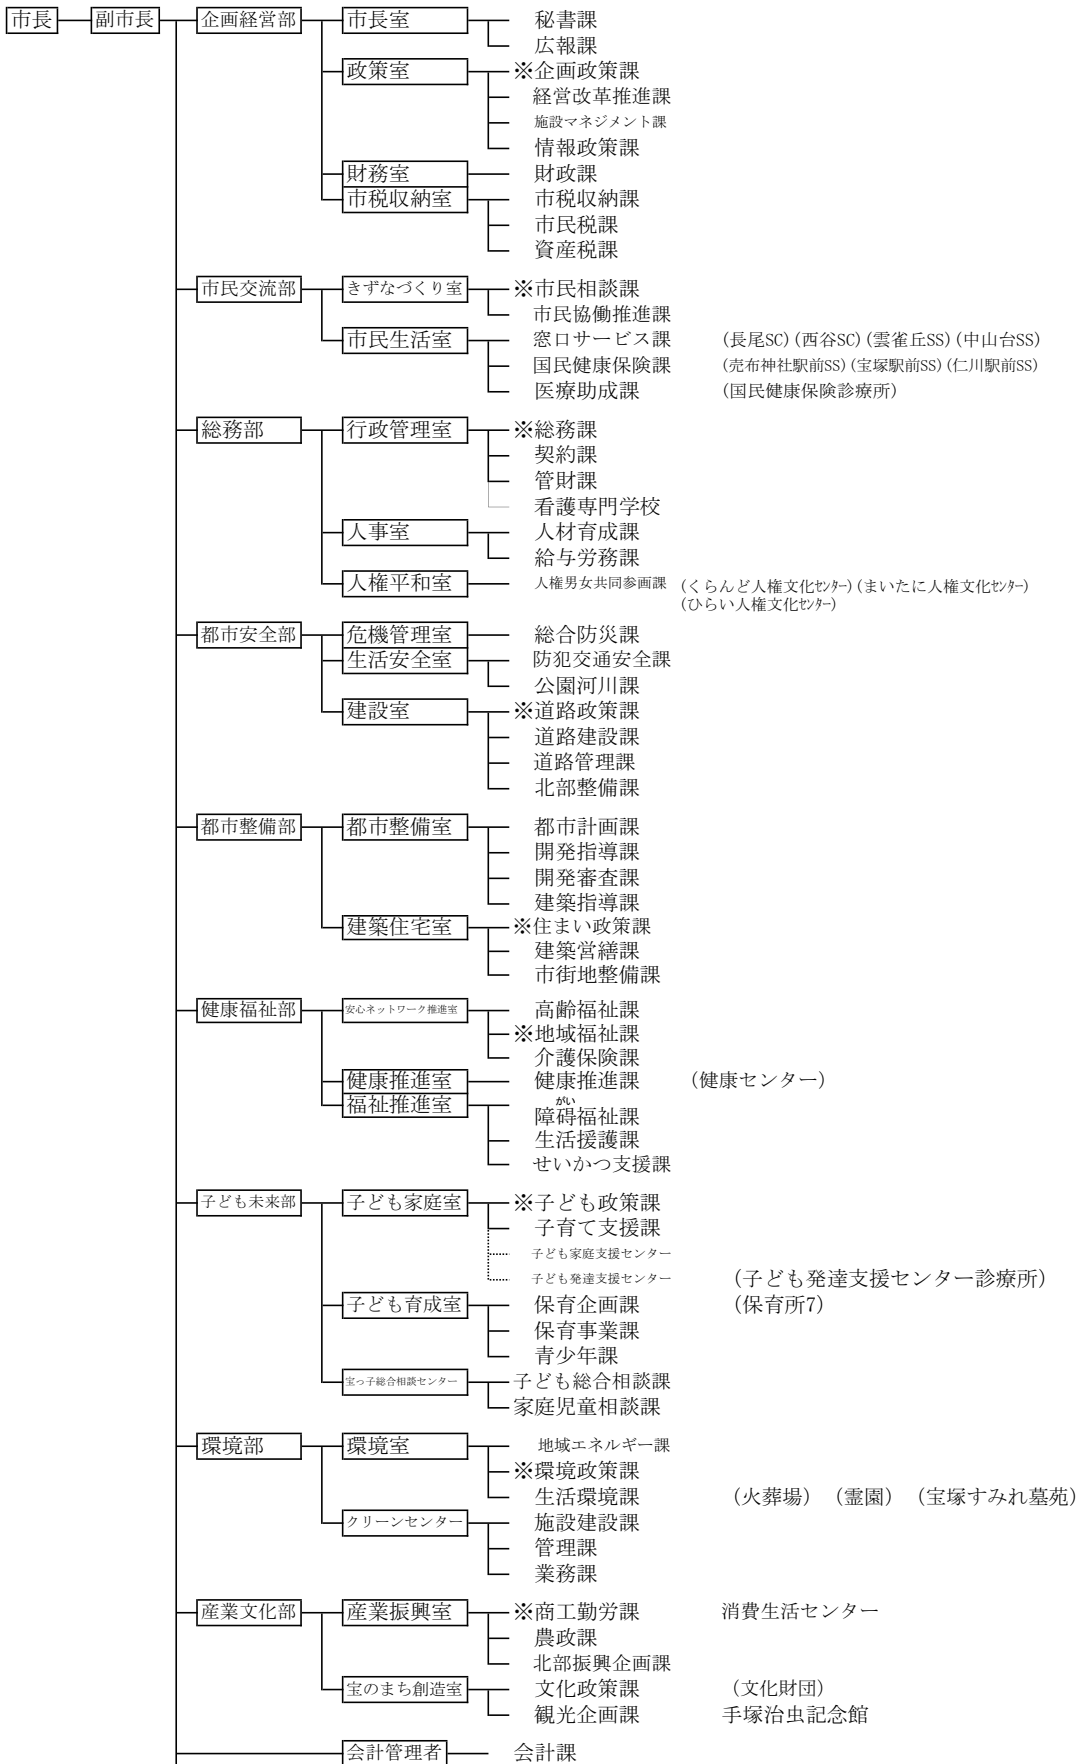 市長 副市長 企画経営部 市長室 秘書課
広報課
政策室 ※企画政策課
経営改革推進課
施設マネジメント課
情報政策課
財務室 財政課
市税収納室 市税収納課
市民税課
資産税課
市民交流部 きずなづくり室 ※市民相談課
市民協働推進課
市民生活室 窓口サービス課 (長尾SC)(西谷SC)(雲雀丘SS)(中山台SS)
国民健康保険課 (売布神社駅前SS)(宝塚駅前SS)(仁川駅前SS)
医療助成課 (国民健康保険診療所)
総務部 行政管理室 ※総務課
契約課
管財課
看護専門学校
人事室 人材育成課
給与労務課
人権平和室 人権男女共同参画課 (くらんど人権文化ｾﾝﾀｰ)(まいたに人権文化ｾﾝﾀｰ)
(ひらい人権文化ｾﾝﾀｰ)
都市安全部 危機管理室 総合防災課
生活安全室 防犯交通安全課
公園河川課
建設室 ※道路政策課
道路建設課
道路管理課
北部整備課
都市整備部 都市整備室 都市計画課
開発指導課
開発審査課
建築指導課
建築住宅室 ※住まい政策課
建築営繕課
市街地整備課
健康福祉部 安心ネットワーク推進室 高齢福祉課
※地域福祉課
介護保険課
健康推進室 健康推進課 (健康センター)
がい
福祉推進室 障碍福祉課
生活援護課
せいかつ支援課
子ども未来部 子ども家庭室 ※子ども政策課
子育て支援課
子ども家庭支援センター
子ども発達支援センター (子ども発達支援センター診療所)
子ども育成室 保育企画課 (保育所7)
保育事業課
青少年課
宝っ子総合相談センター 子ども総合相談課
家庭児童相談課
環境部 環境室 地域エネルギー課
※環境政策課
生活環境課 (火葬場) (霊園) (宝塚すみれ墓苑)
クリーンセンター 施設建設課
管理課
業務課
産業文化部 産業振興室 ※商工勤労課 消費生活センター
農政課
北部振興企画課
宝のまち創造室 文化政策課 (文化財団)
観光企画課 手塚治虫記念館
会計管理者 会計課